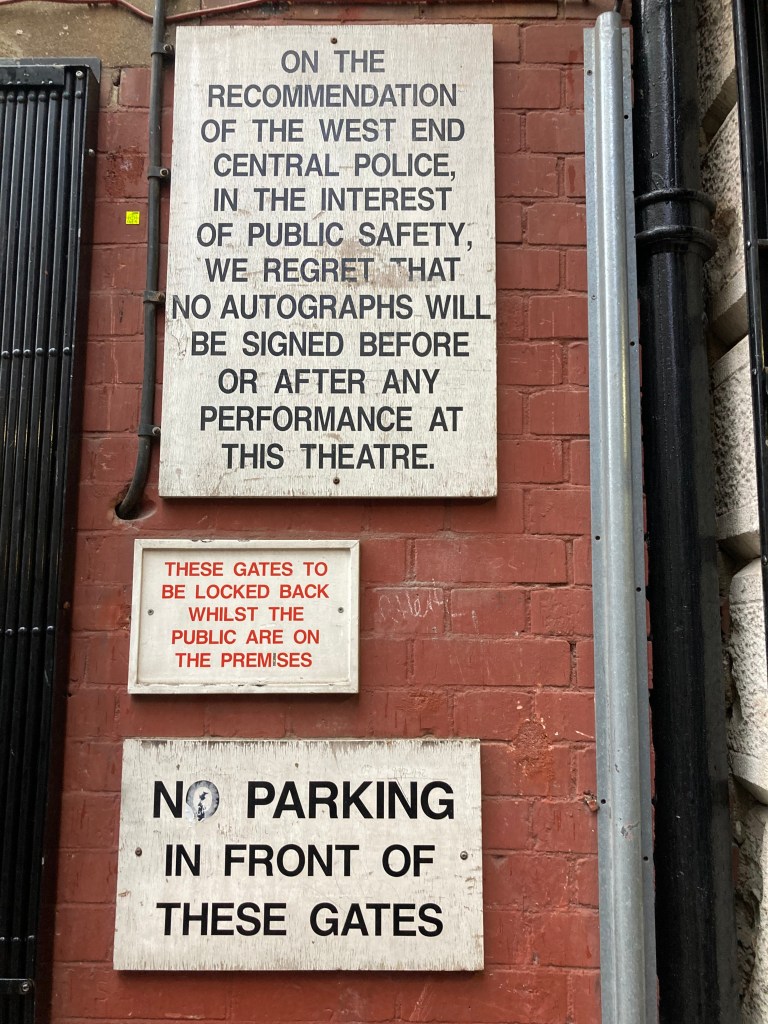 ON THE
RECOMMENDATION
OF THE WEST END
CENTRAL POLICE,
IN THE INTEREST
OF PUBLIC SAFETY,
WE REGRET THAT
NO AUTOGRAPHS WILL
BE SIGNED BEFORE
OR AFTER ANY
PERFORMANCE AT
THIS THEATRE.
THESE GATES TO
BE LOCKED BACK
WHILST THE
PUBLIC ARE ON
THE PREMISES
NO PARKING
IN FRONT OF
THESE GATES